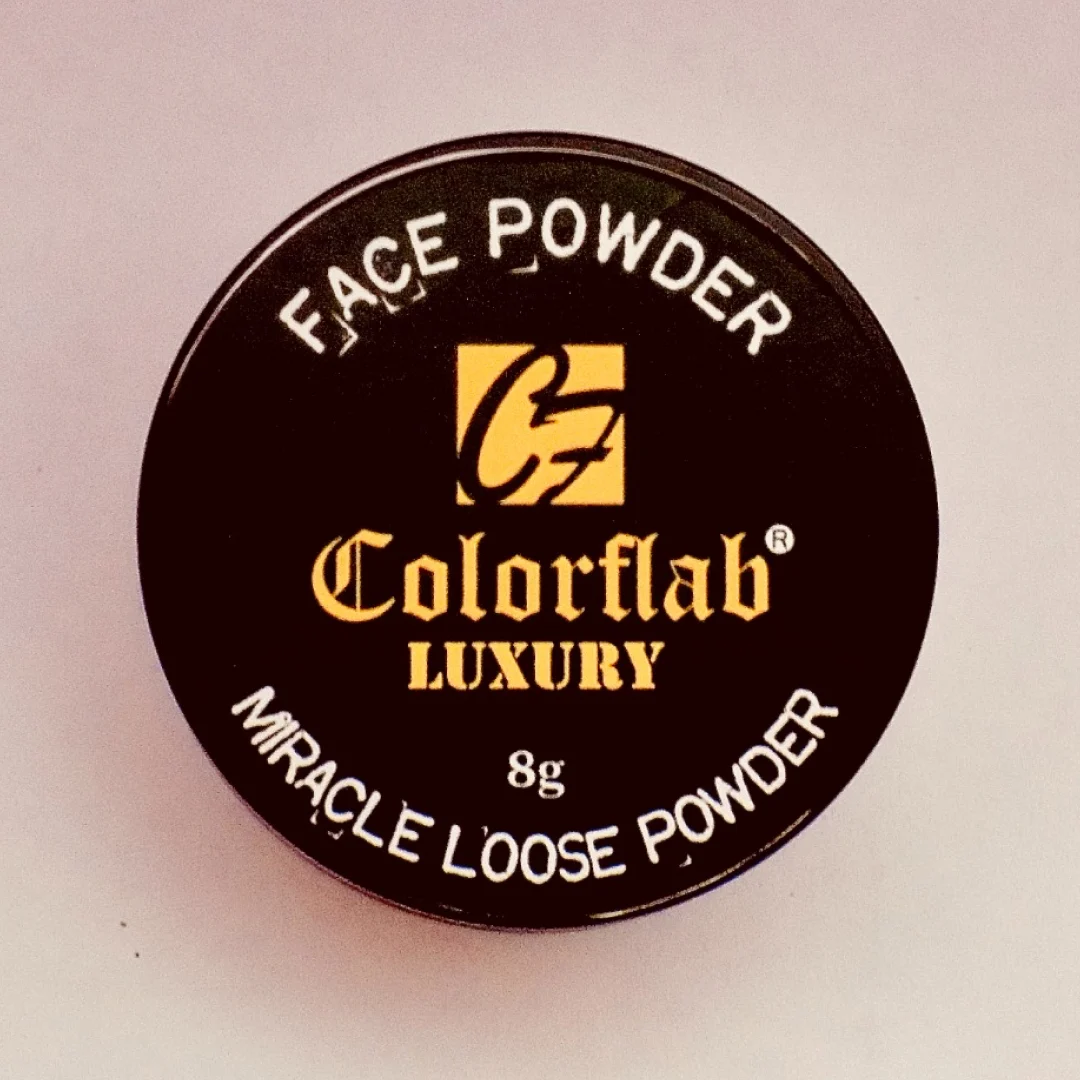 FACE POWDER
CF
Colorflab®
LUXURY
8g
MIRACLE LOOSE POWDER